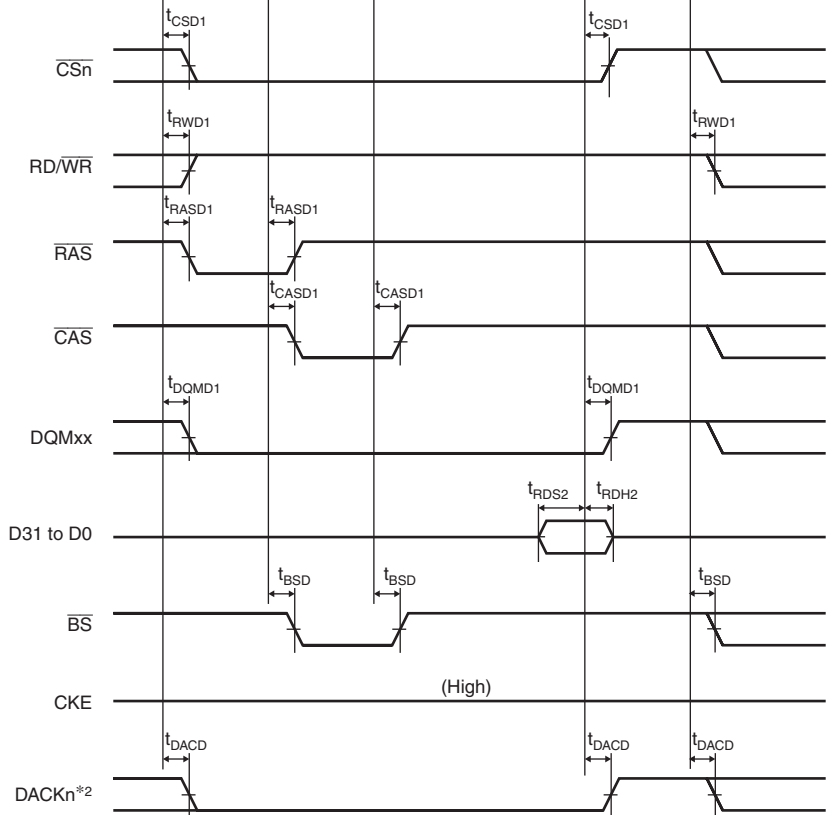 tCSD1 tCSD1
CSn
tRWD1 tRWD1
RD/WR
tRASD1 tRASD1
RAS
tCASD1 tCASD1
CAS
tDQMD1 tDQMD1
DQMxx
tRDS2 tRDH2
D31 to D0
tBSD tBSD tBSD
BS
(High)
CKE
tDACD tDACD tDACD
DACKn*2